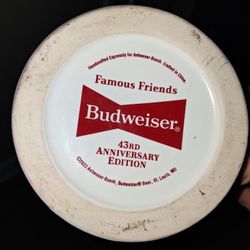 Handcrafted Expressly for Anheuser-Busch. Crafted in China.
Famous Friends
Budweiser®
43RD
ANNIVERSARY
EDITION
©2022 Anheuser-Busch, Budweiser® Beer, St. Louis, MO